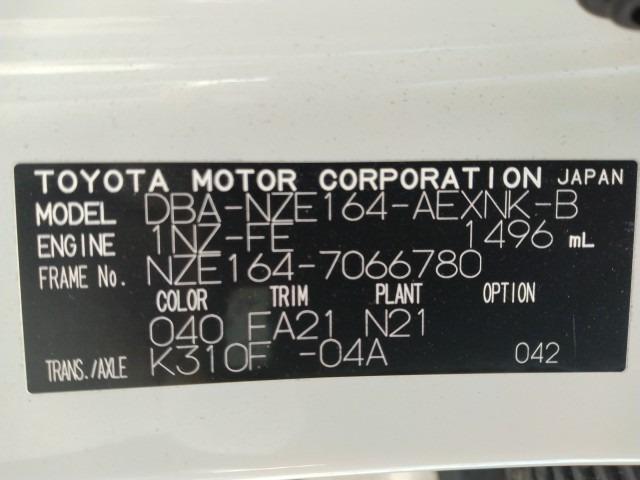 TOYOTA MOTOR CORPORATION JAPAN
MODEL DBA-NZE164-AEXNK-B
ENGINE 1NZ-FE 1496 mL
FRAME No. NZE164-7066780
COLOR TRIM PLANT OPTION
040 FA21 N21
TRANS./AXLE K310F -04A 042